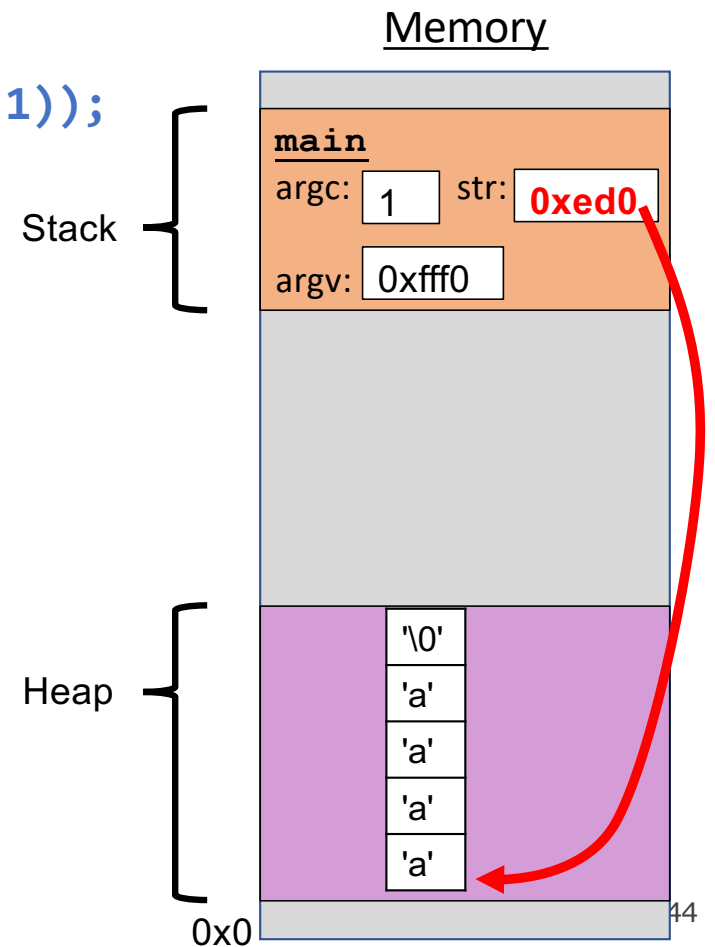 Memory
1));
main
argc: 1 str: 0xed0
Stack
argv: 0xfff0
'\0'
Heap
'a'
'a'
'a'
'a'
44
0x0